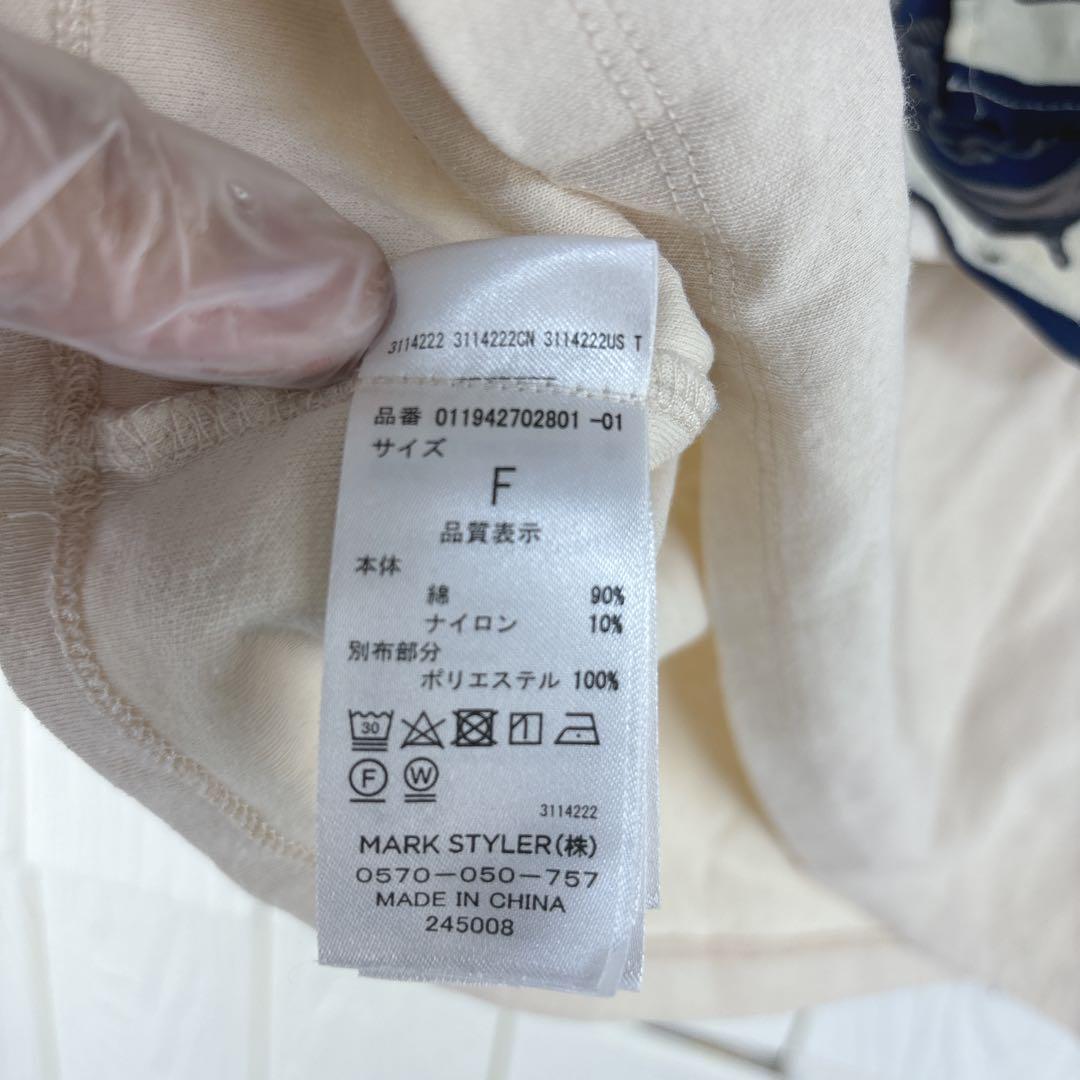 3114222 3114222CN 3114222US T
品番 011942702801 -01
サイズ
F
品質表示
本体
綿 90%
ナイロン 10%
別布部分
ポリエステル 100%
30
F W
3114222
MARK STYLER(株)
0570-050-757
MADE IN CHINA
245008